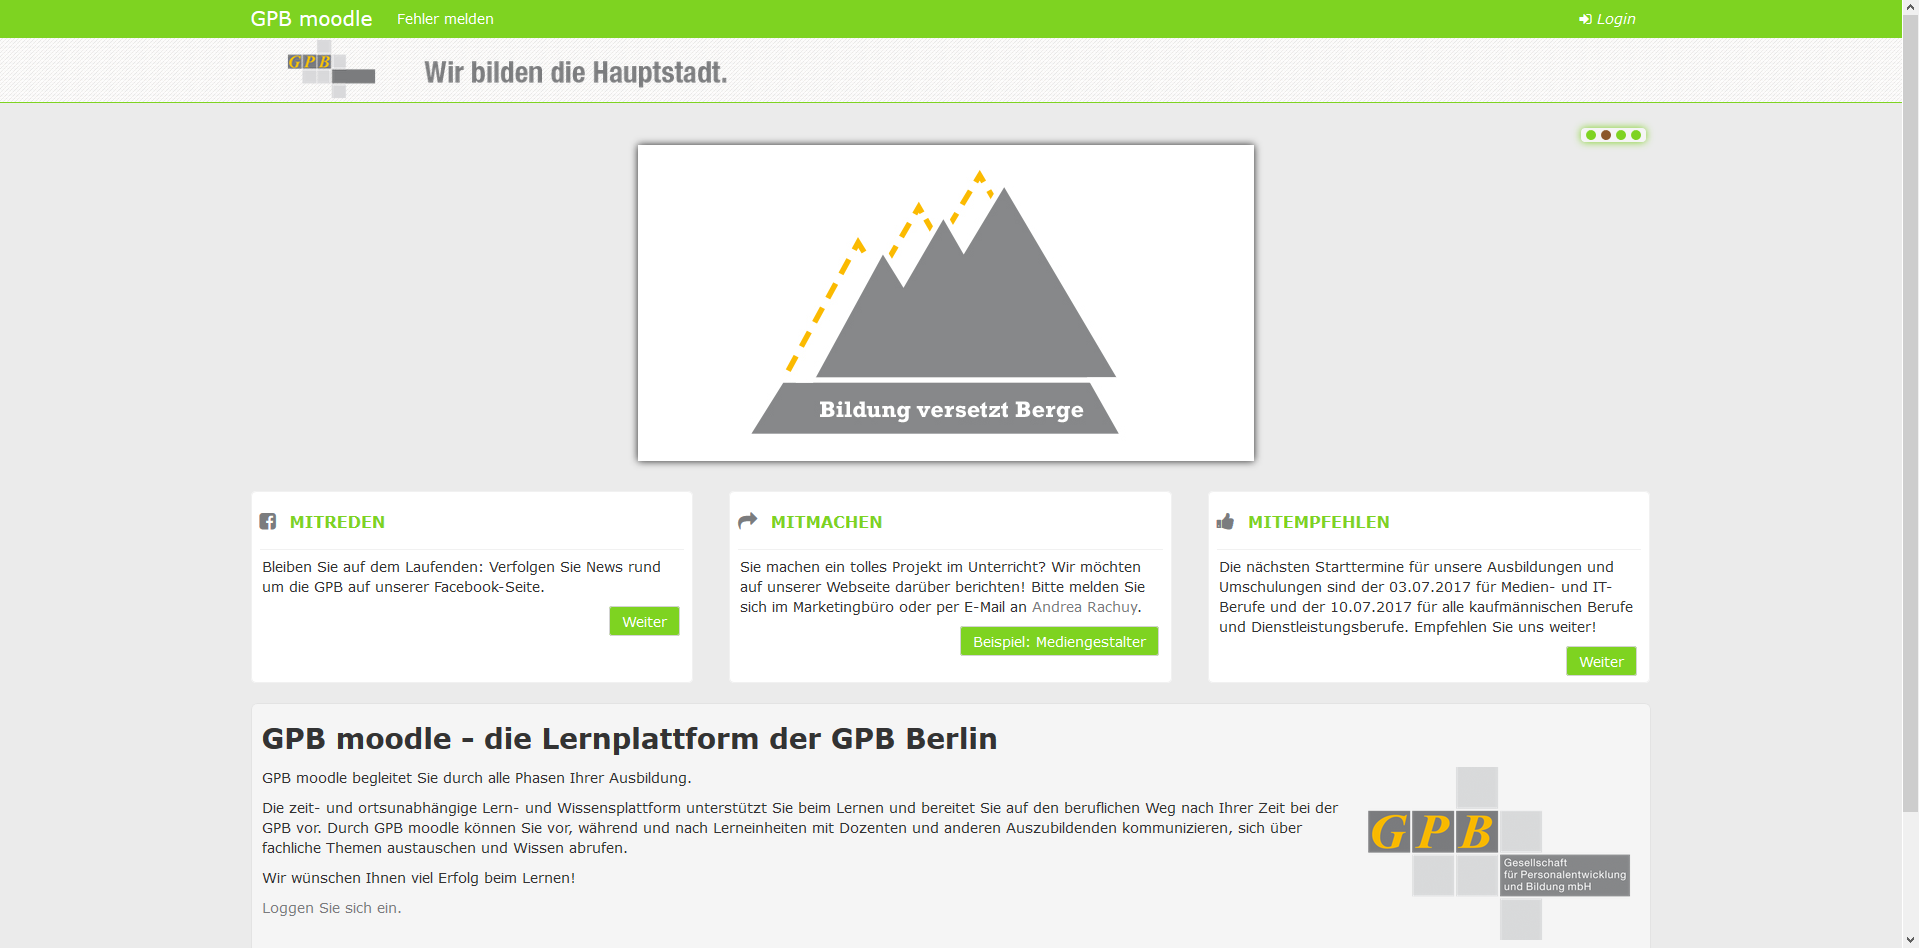 GPB moodle Fehler melden Login
GPB
Wir bilden die Hauptstadt.
Bildung versetzt Berge
MITREDEN
Bleiben Sie auf dem Laufenden: Verfolgen Sie News rund
um die GPB auf unserer Facebook-Seite.
Weiter
MITMACHEN
Sie machen ein tolles Projekt im Unterricht? Wir möchten
auf unserer Webseite darüber berichten! Bitte melden Sie
sich im Marketingbüro oder per E-Mail an Andrea Rachuy.
Beispiel: Mediengestalter
MITEMPFEHLEN
Die nächsten Starttermine für unsere Ausbildungen und
Umschulungen sind der 03.07.2017 für Medien- und IT-
Berufe und der 10.07.2017 für alle kaufmännischen Berufe
und Dienstleistungsberufe. Empfehlen Sie uns weiter!
Weiter
GPB moodle - die Lernplattform der GPB Berlin
GPB moodle begleitet Sie durch alle Phasen Ihrer Ausbildung.
Die zeit- und ortsunabhängige Lern- und Wissensplattform unterstützt Sie beim Lernen und bereitet Sie auf den beruflichen Weg nach Ihrer Zeit bei der
GPB vor. Durch GPB moodle können Sie vor, während und nach Lerneinheiten mit Dozenten und anderen Auszubildenden kommunizieren, sich über
fachliche Themen austauschen und Wissen abrufen.
Wir wünschen Ihnen viel Erfolg beim Lernen!
Loggen Sie sich ein.
GPB
Gesellschaft
für Personalentwicklung
und Bildung mbH